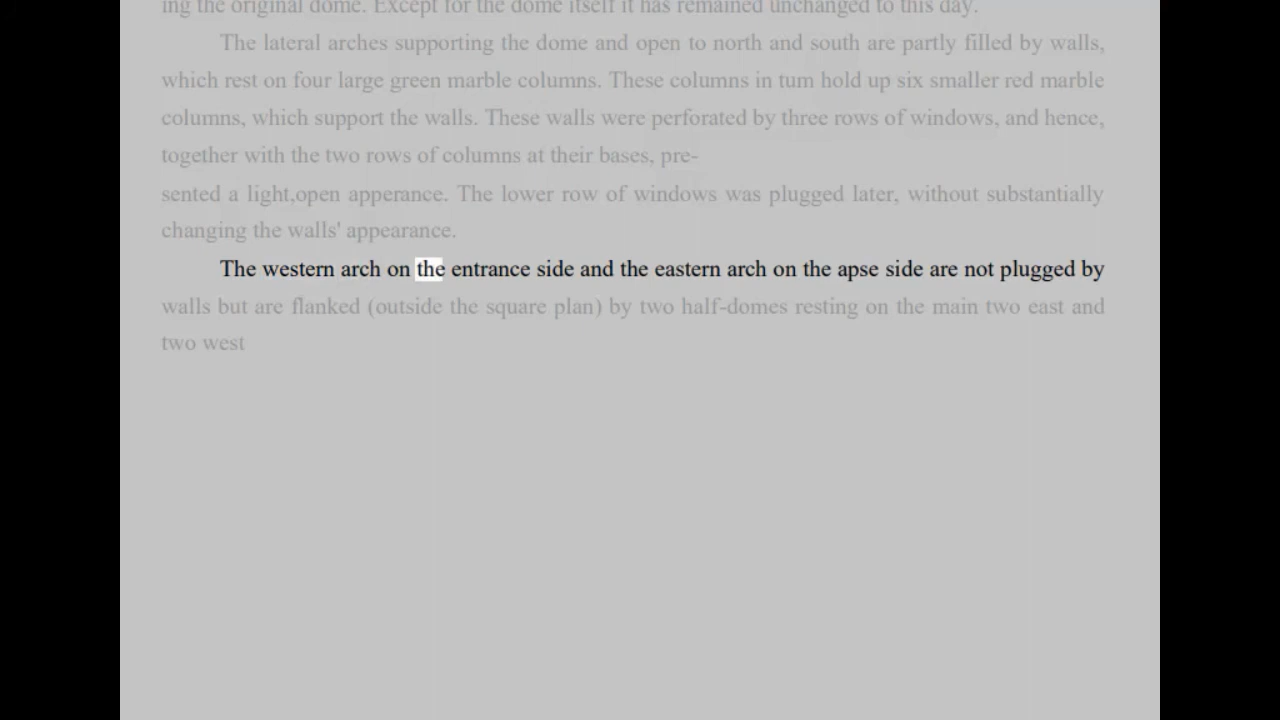 ing the original dome. Except for the dome itself it has remained unchanged to this day.
The lateral arches supporting the dome and open to north and south are partly filled by walls,
which rest on four large green marble columns. These columns in tum hold up six smaller red marble
columns, which support the walls. These walls were perforated by three rows of windows, and hence,
together with the two rows of columns at their bases, pre-
sented a light,open apperance. The lower row of windows was plugged later, without substantially
changing the walls' appearance.
The western arch on the entrance side and the eastern arch on the apse side are not plugged by
walls but are flanked (outside the square plan) by two half-domes resting on the main two east and
two west